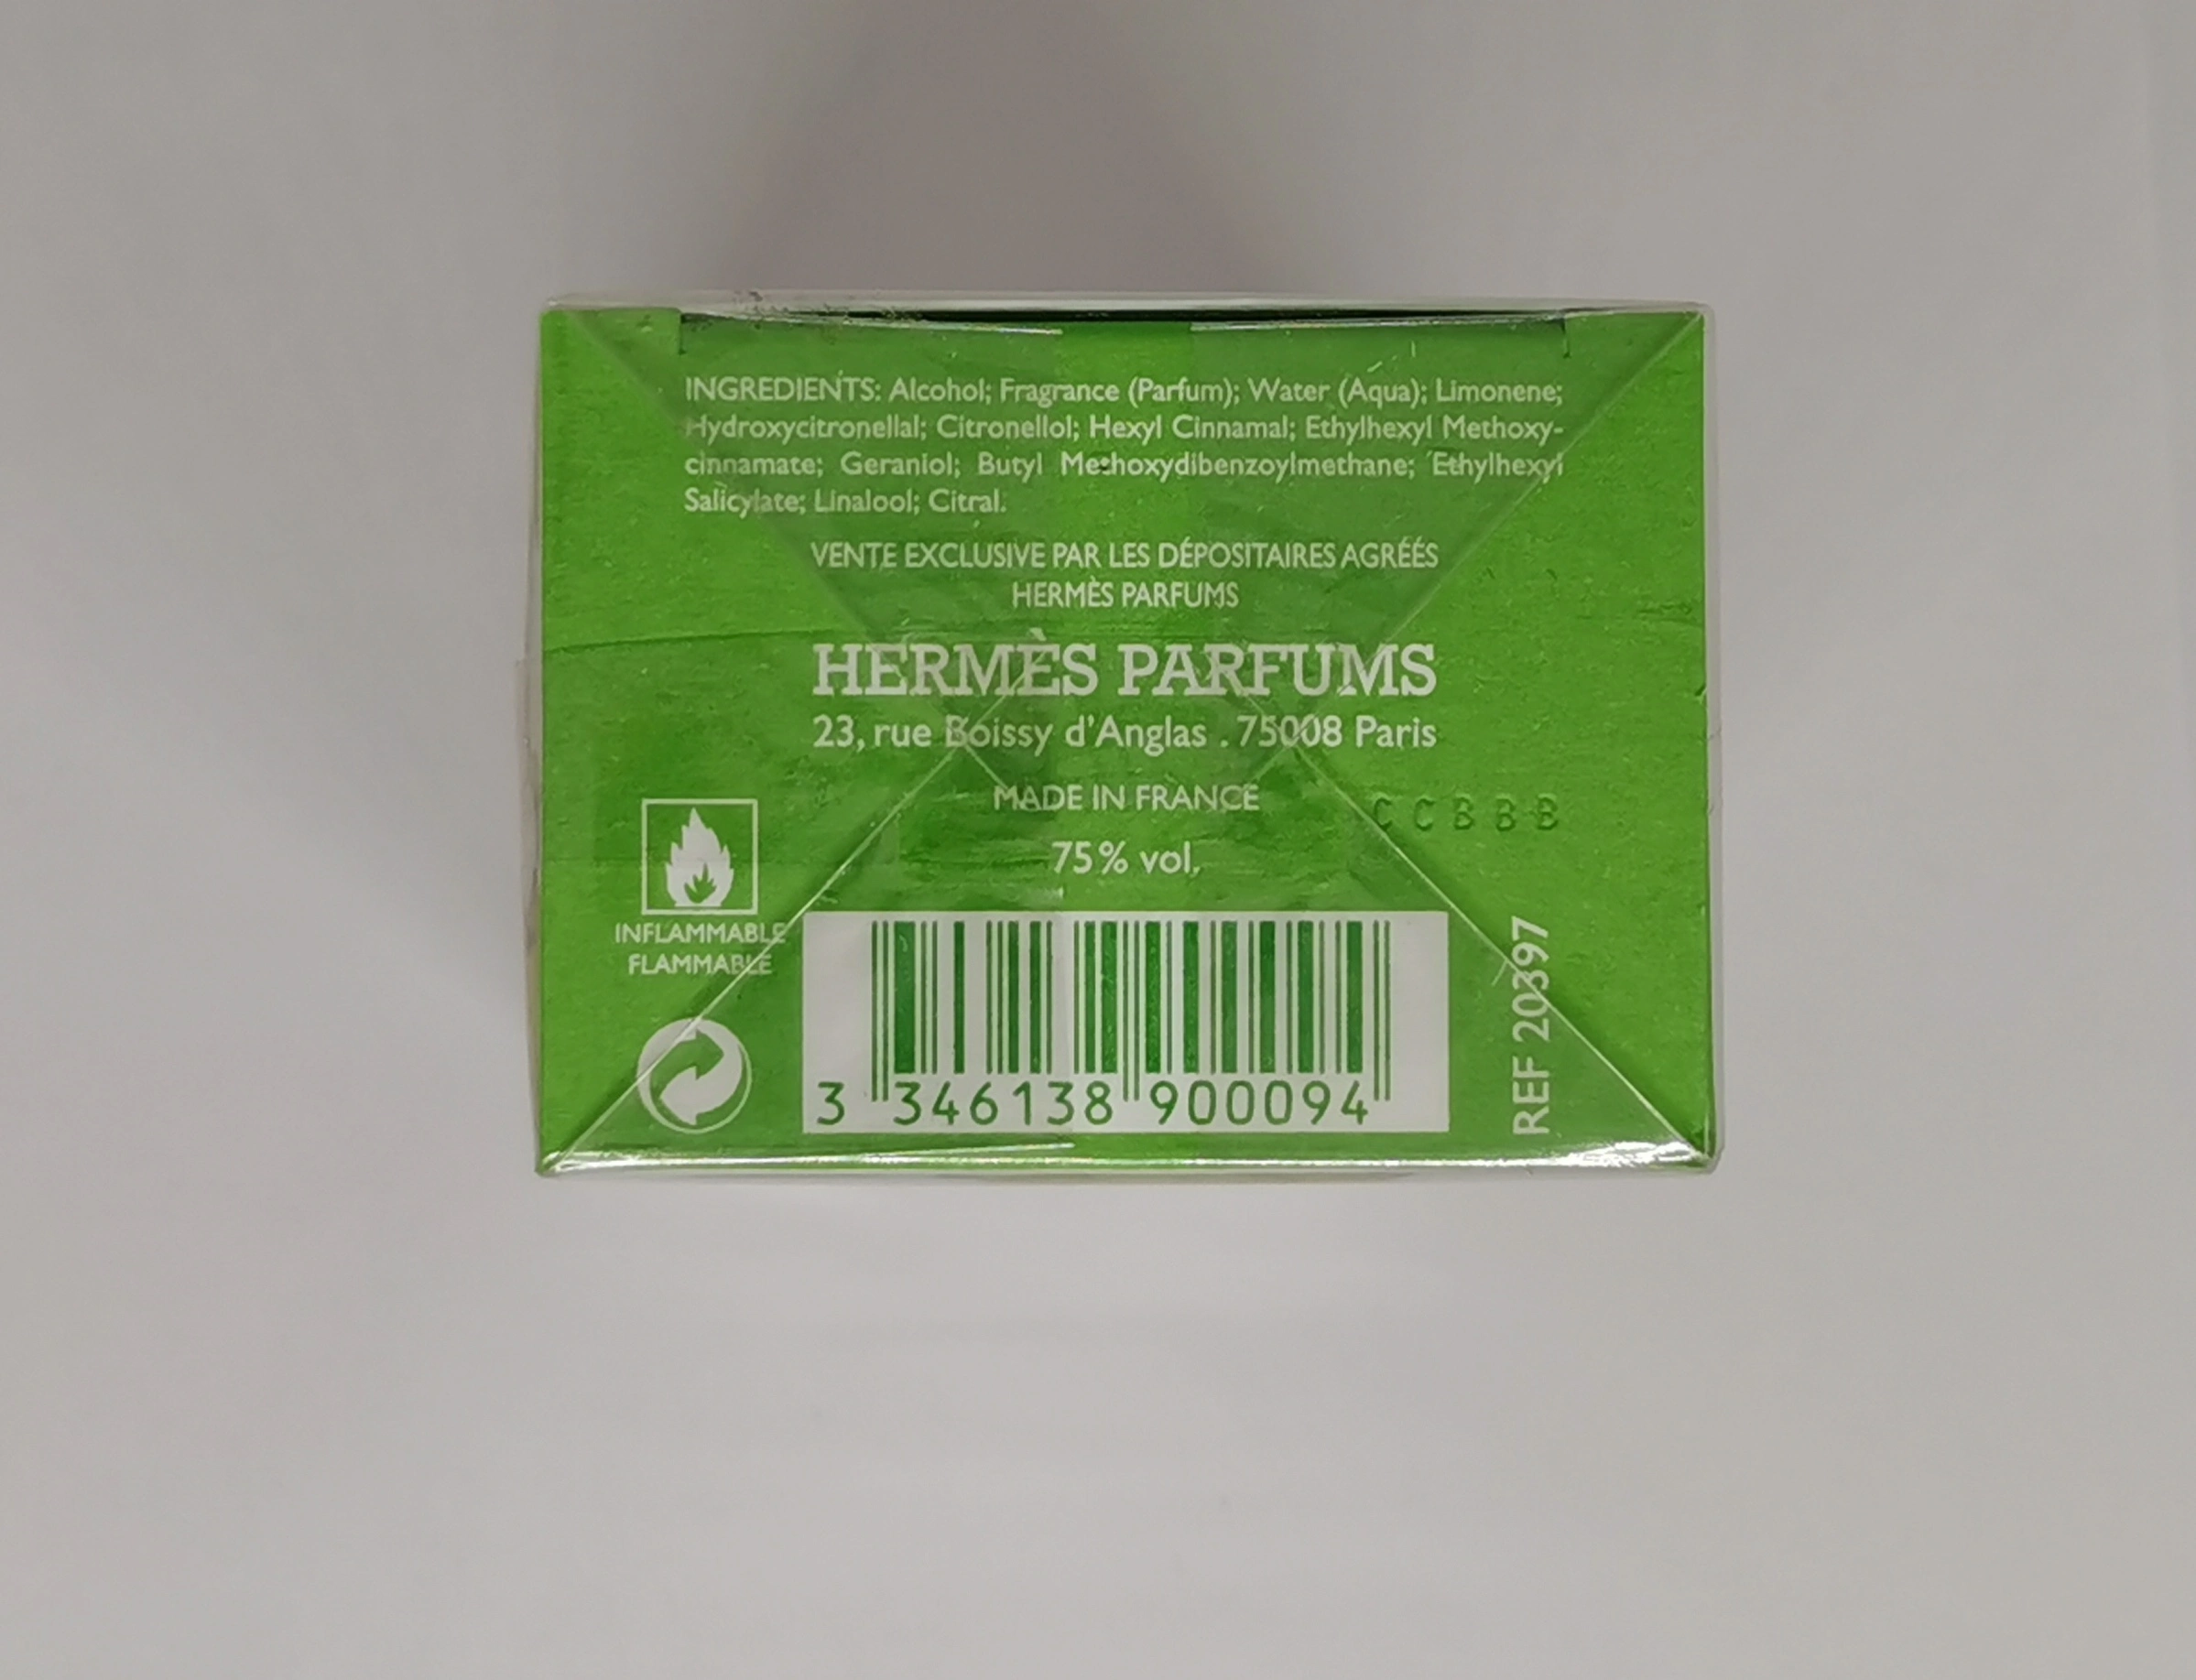 INGREDIENTS: Alcohol; Fragrance (Parfum); Water (Aqua); Limonene;
Hydroxycitronellal; Citronellol; Hexyl Cinnamal; Ethylhexyl Methoxy-
cinnamate; Geraniol; Butyl Methoxydibenzoylmethane; Ethylhexyl
Salicylate; Linalool; Citral.
VENTE EXCLUSIVE PAR LES DÉPOSITAIRES AGRÉÉS
HERMÈS PARFUMS
HERMÈS PARFUMS
23, rue Boissy d'Anglas . 75008 Paris
MADE IN FRANCE
CCBBB
75% vol.
INFLAMMABLE
FLAMMABLE
3 346138 900094
REF 20397